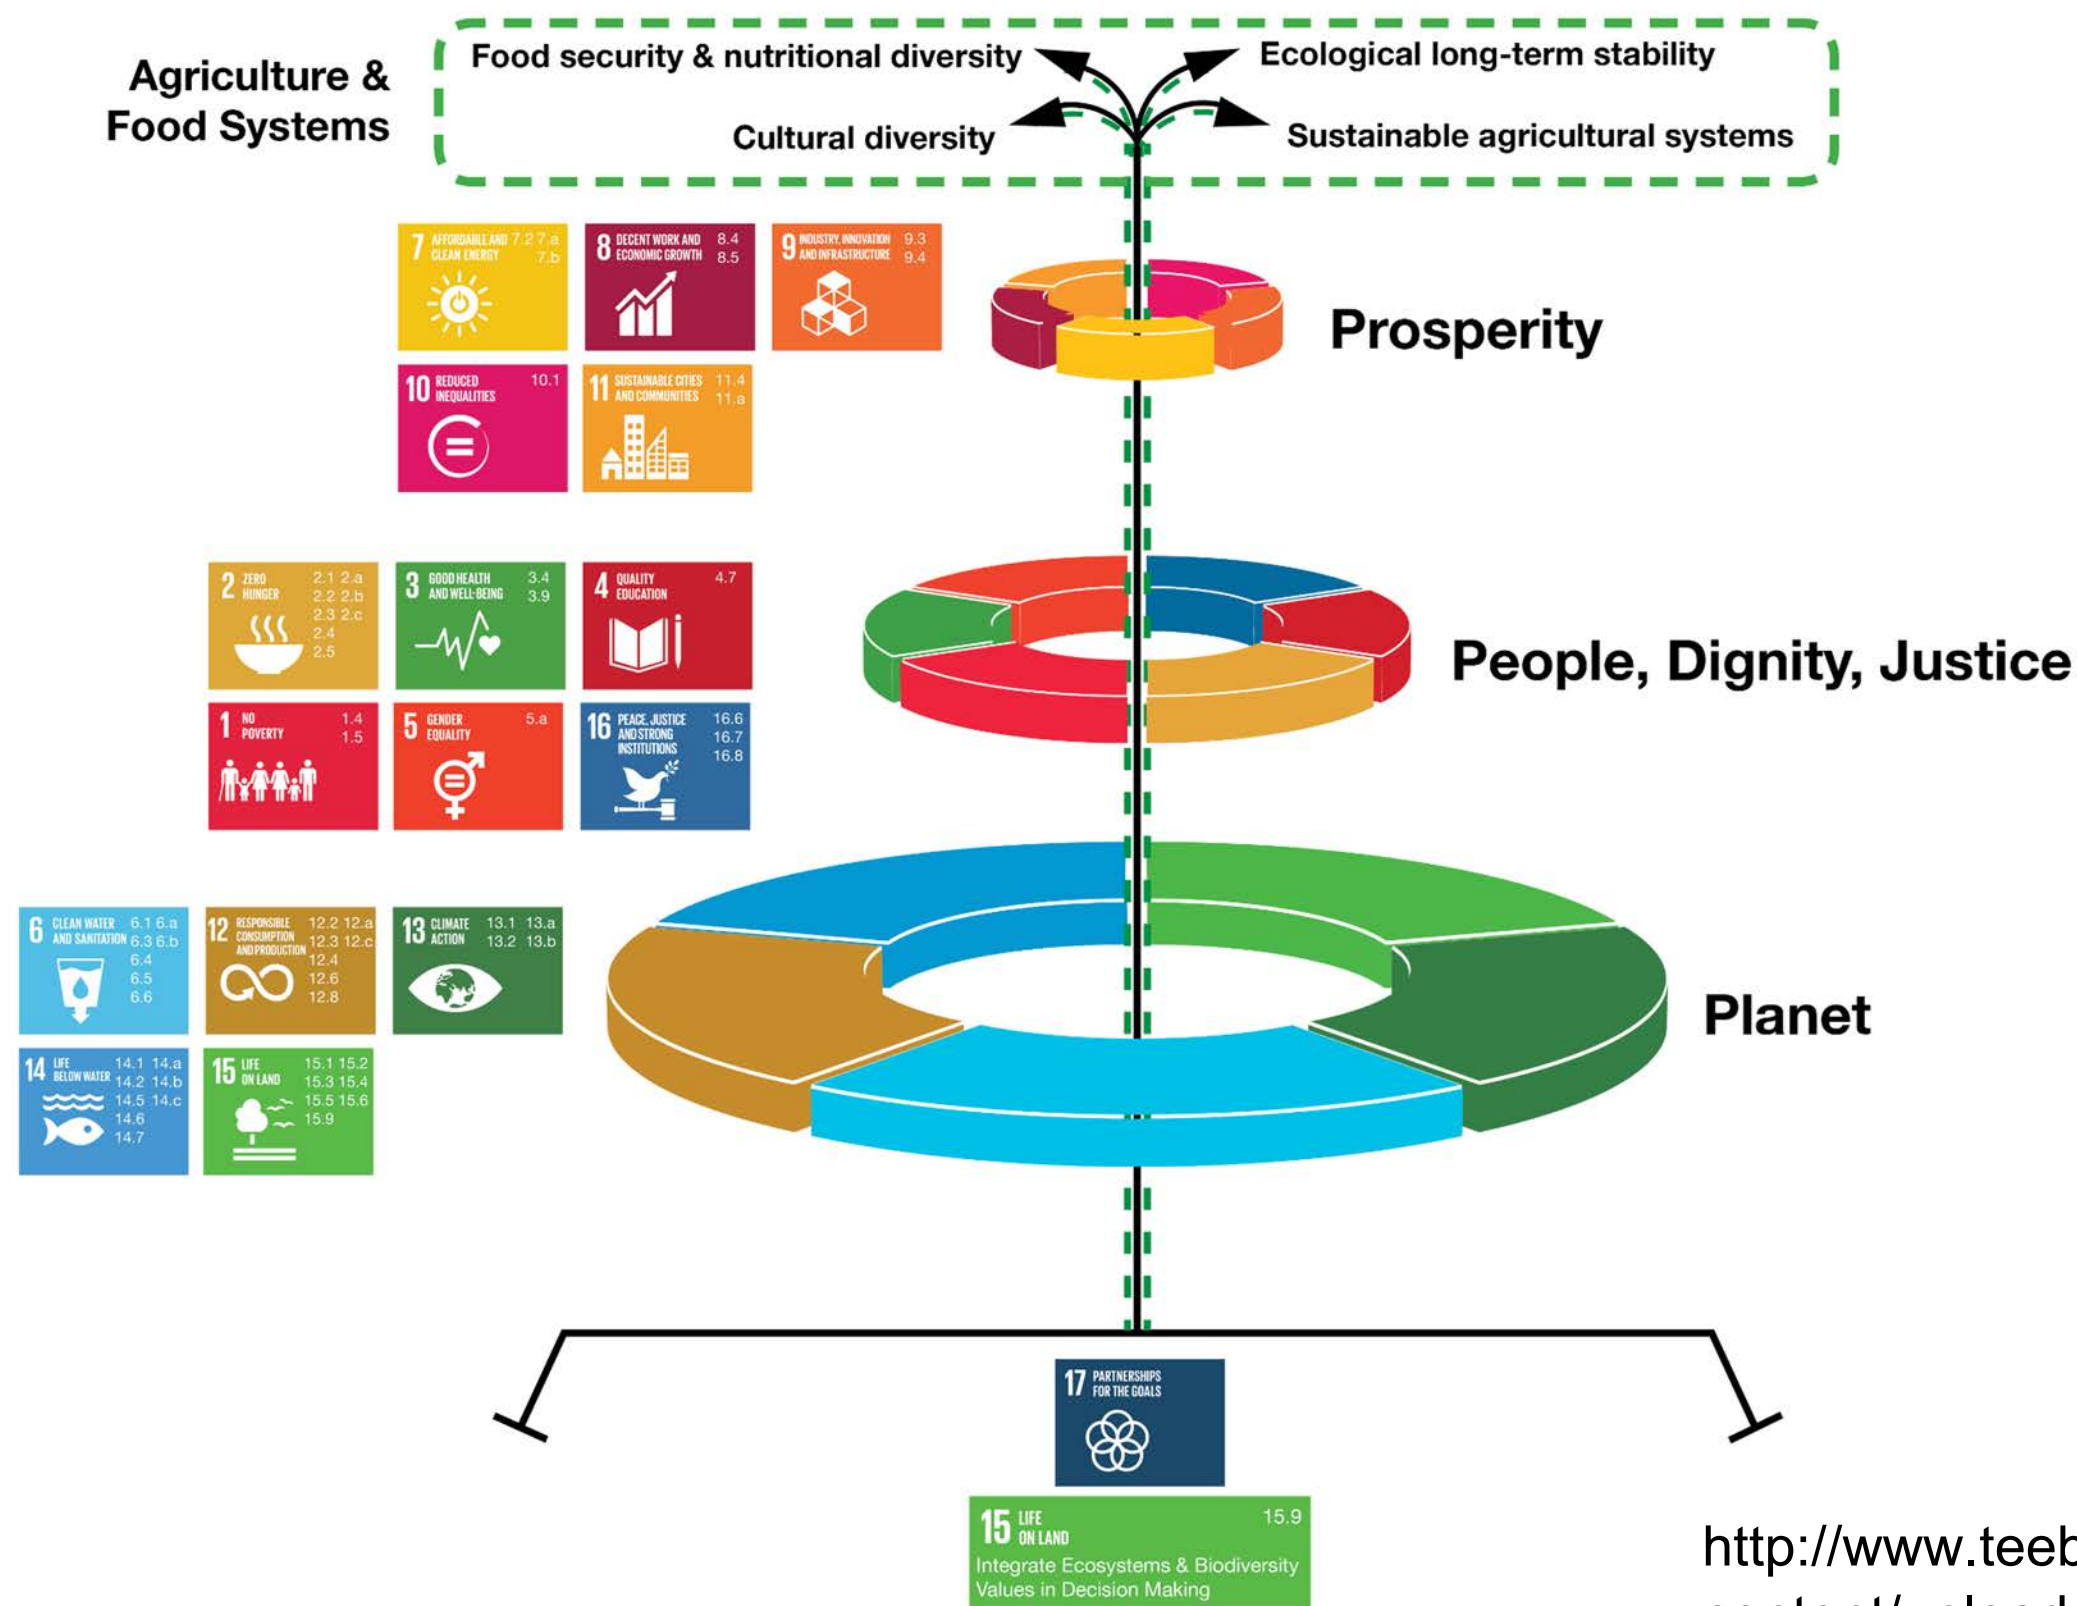 Agriculture &
Food Systems
Food security & nutritional diversity
Ecological long-term stability
Cultural diversity
Sustainable agricultural systems
7 AFFORDABLE AND CLEAN ENERGY
7.2 7.a
7.b
8 DECENT WORK AND ECONOMIC GROWTH
8.4
8.5
9 INDUSTRY, INNOVATION AND INFRASTRUCTURE
9.3
9.4
10 REDUCED INEQUALITIES
10.1
11 SUSTAINABLE CITIES AND COMMUNITIES
11.4
11.a
Prosperity
2 ZERO HUNGER
2.1 2.a
2.2 2.b
2.3 2.c
2.4
2.5
3 GOOD HEALTH AND WELL-BEING
3.4
3.9
4 QUALITY EDUCATION
4.7
1 NO POVERTY
1.4
1.5
5 GENDER EQUALITY
5.a
16 PEACE, JUSTICE AND STRONG INSTITUTIONS
16.6
16.7
16.8
People, Dignity, Justice
6 CLEAN WATER AND SANITATION
6.1 6.a
6.3 6.b
6.4
6.5
6.6
12 RESPONSIBLE CONSUMPTION AND PRODUCTION
12.2 12.a
12.3 12.c
12.4
12.6
12.8
13 CLIMATE ACTION
13.1 13.a
13.2 13.b
14 LIFE BELOW WATER
14.1 14.a
14.2 14.b
14.5 14.c
14.6
14.7
15 LIFE ON LAND
15.1 15.2
15.3 15.4
15.5 15.6
15.9
Planet
17 PARTNERSHIPS FOR THE GOALS
15 LIFE ON LAND
15.9
Integrate Ecosystems & Biodiversity
Values in Decision Making
http://www.teeb